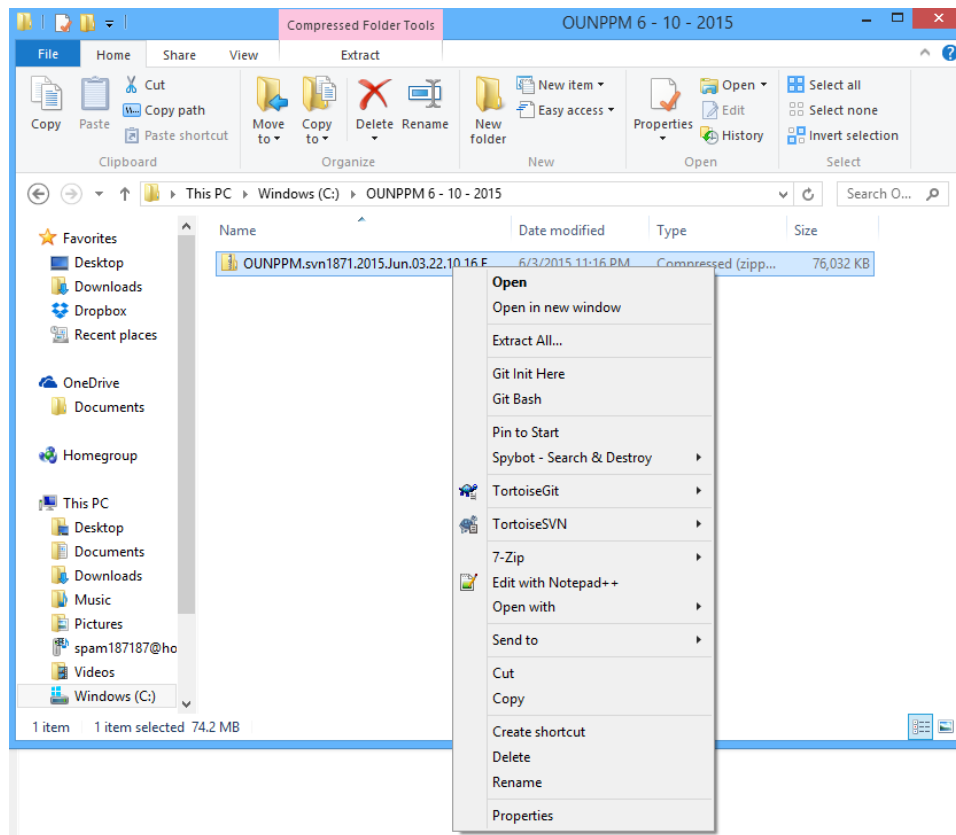 Compressed Folder Tools OUNPPM 6 - 10 - 2015
File Home Share View Extract
Copy Paste Cut Copy path Paste shortcut
Move to Copy to Delete Rename
New folder New item Easy access
Properties Open Edit History
Select all Select none Invert selection
Clipboard Organize New Open Select
This PC Windows (C:) OUNPPM 6 - 10 - 2015 Search O...
Name Date modified Type Size
OUNPPM.svn1871.2015.Jun.03.22.10.16.F 6/3/2015 11:16 PM Compressed (zipp... 76,032 KB
Favorites
Desktop
Downloads
Dropbox
Recent places
OneDrive
Documents
Homegroup
This PC
Desktop
Documents
Downloads
Music
Pictures
spam187187@ho
Videos
Windows (C:)
Open
Open in new window
Extract All...
Git Init Here
Git Bash
Pin to Start
Spybot - Search & Destroy
TortoiseGit
TortoiseSVN
7-Zip
Edit with Notepad++
Open with
Send to
Cut
Copy
Create shortcut
Delete
Rename
Properties
1 item 1 item selected 74.2 MB